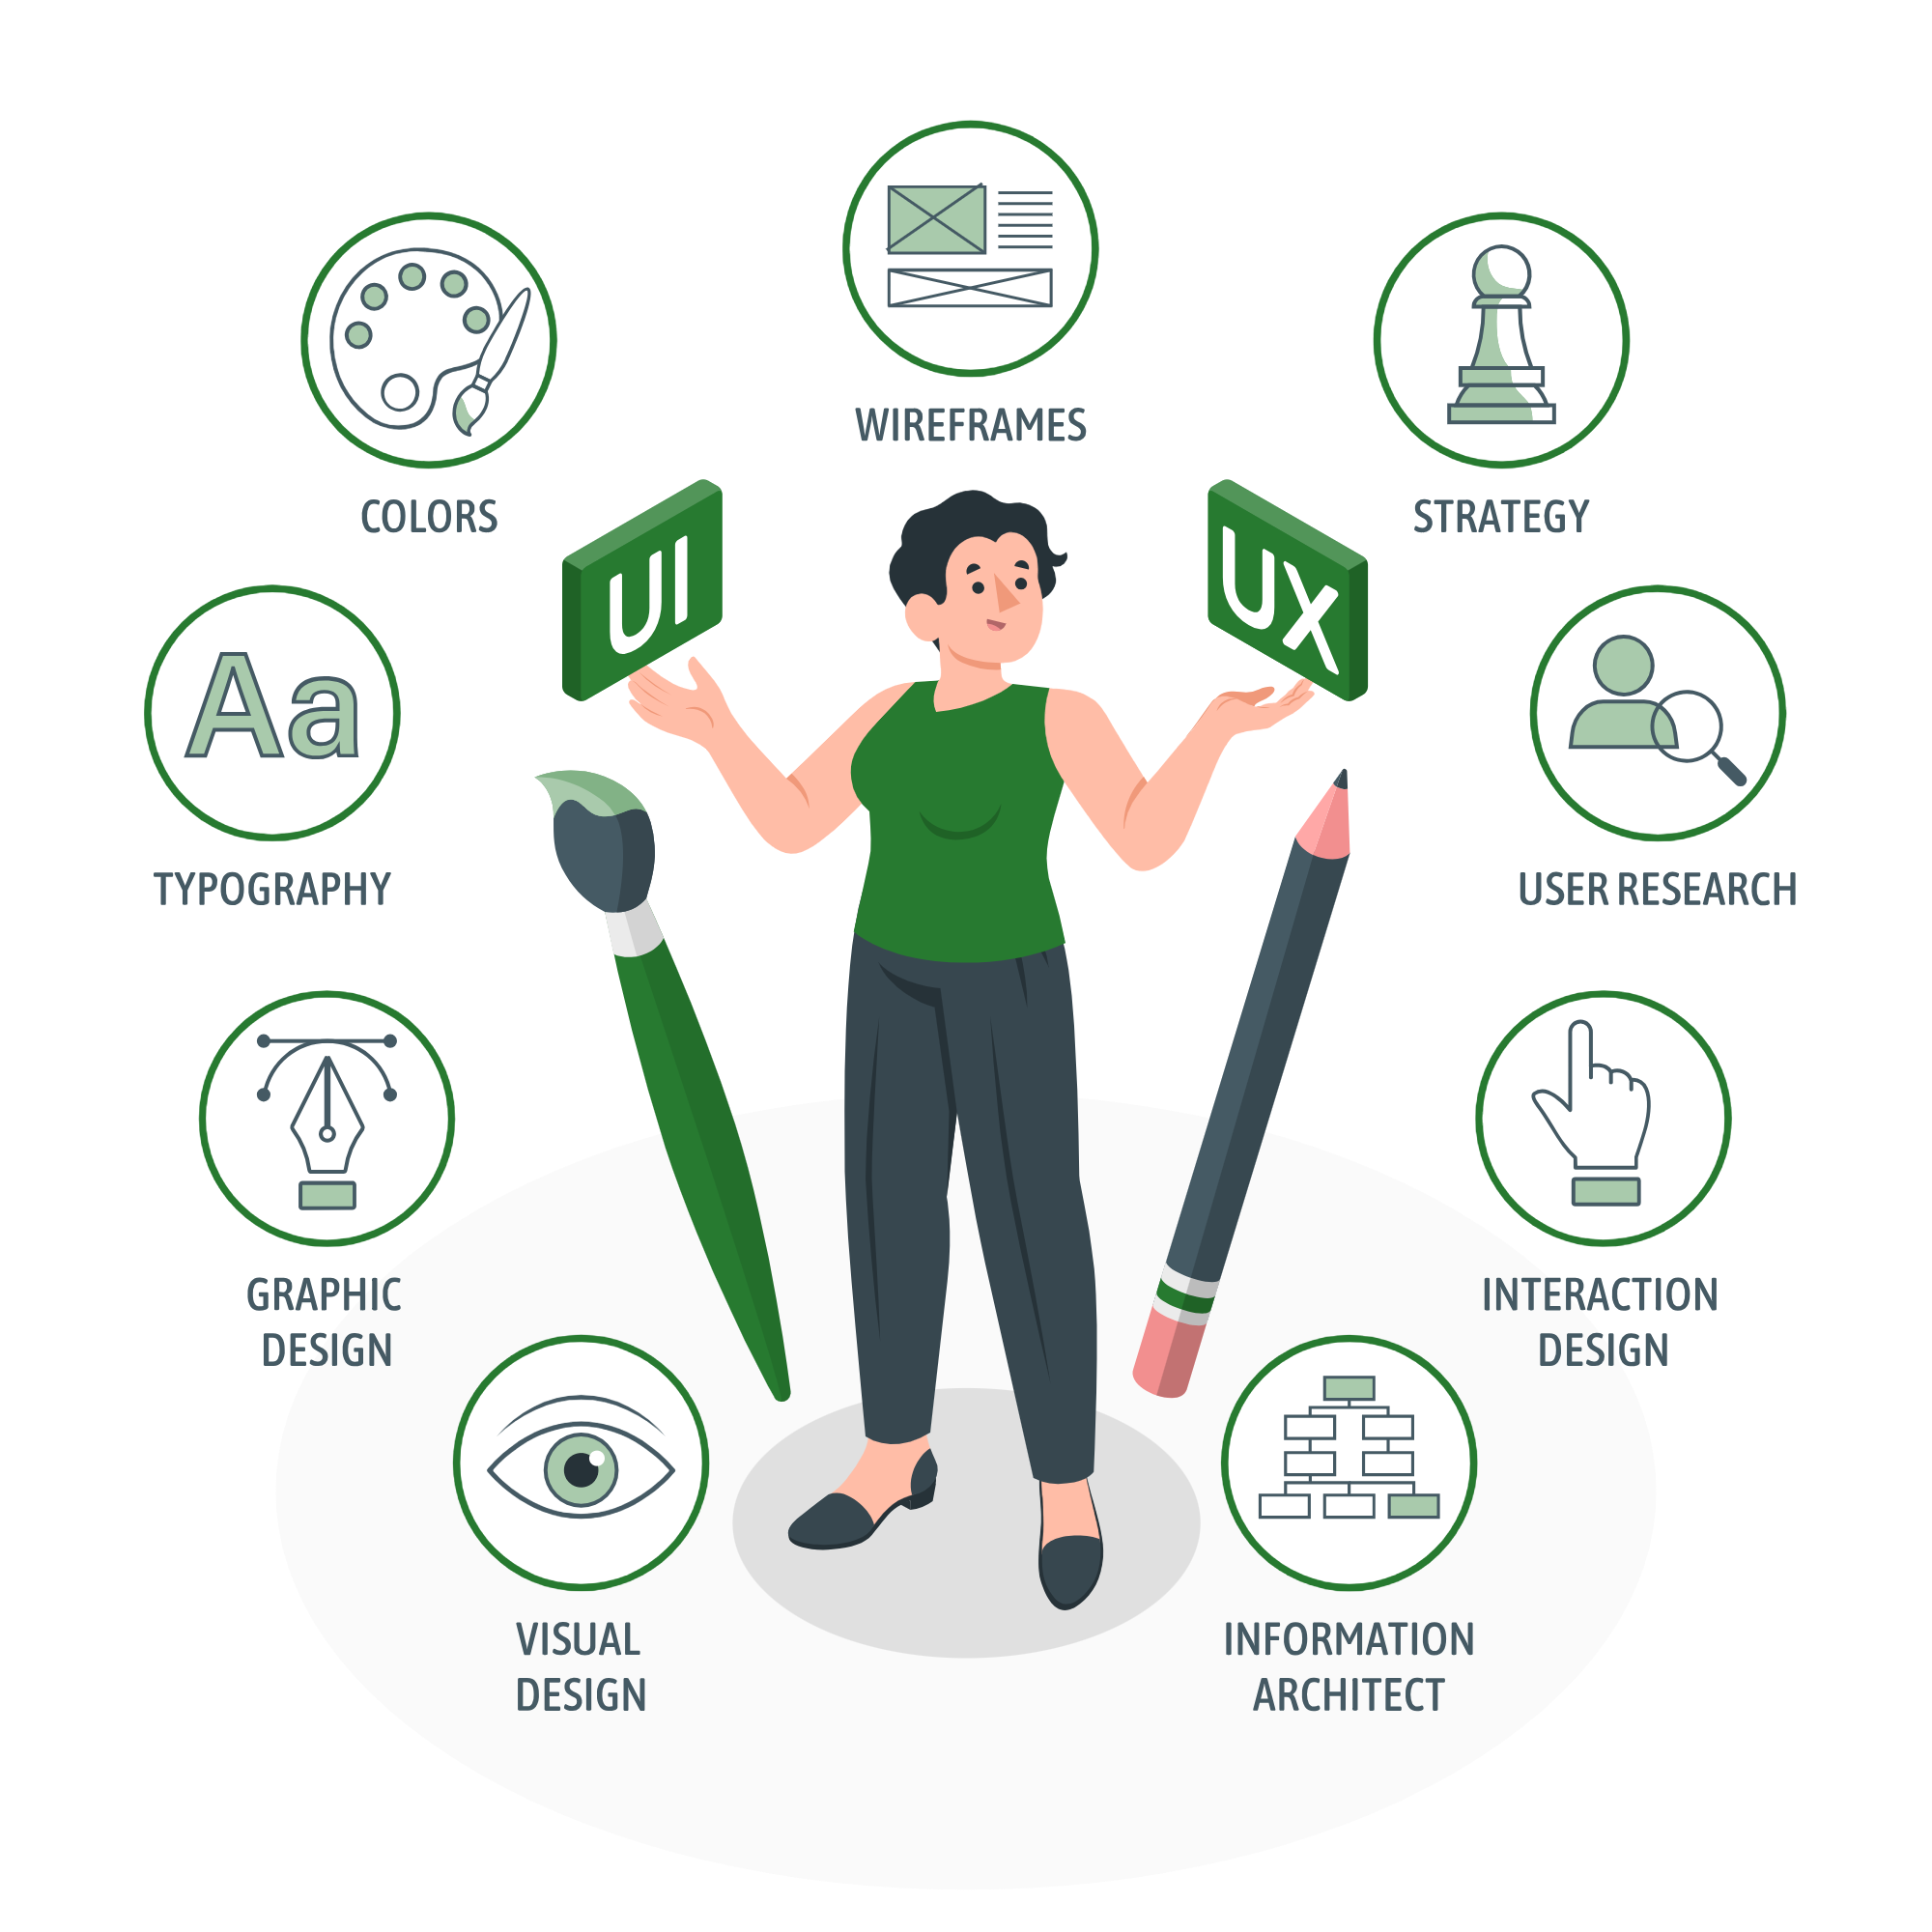 WIREFRAMES
COLORS
STRATEGY
UI
UX
Aa
TYPOGRAPHY
USER RESEARCH
GRAPHIC
DESIGN
INTERACTION
DESIGN
VISUAL
DESIGN
INFORMATION
ARCHITECT